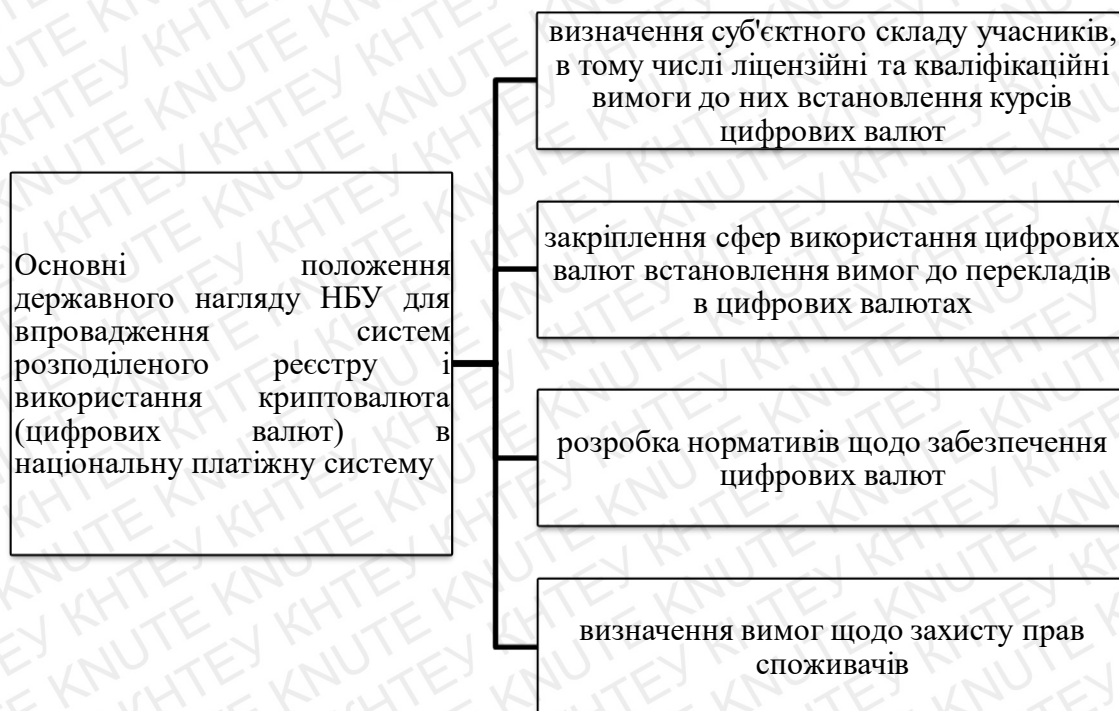 Основні положення
державного нагляду НБУ для
впровадження систем
розподіленого реєстру і
використання криптовалюта
(цифрових валют) в
національну платіжну систему
визначення суб'єктного складу учасників,
в тому числі ліцензійні та кваліфікаційні
вимоги до них встановлення курсів
цифрових валют
закріплення сфер використання цифрових
валют встановлення вимог до перекладів
в цифрових валютах
розробка нормативів щодо забезпечення
цифрових валют
визначення вимог щодо захисту прав
споживачів